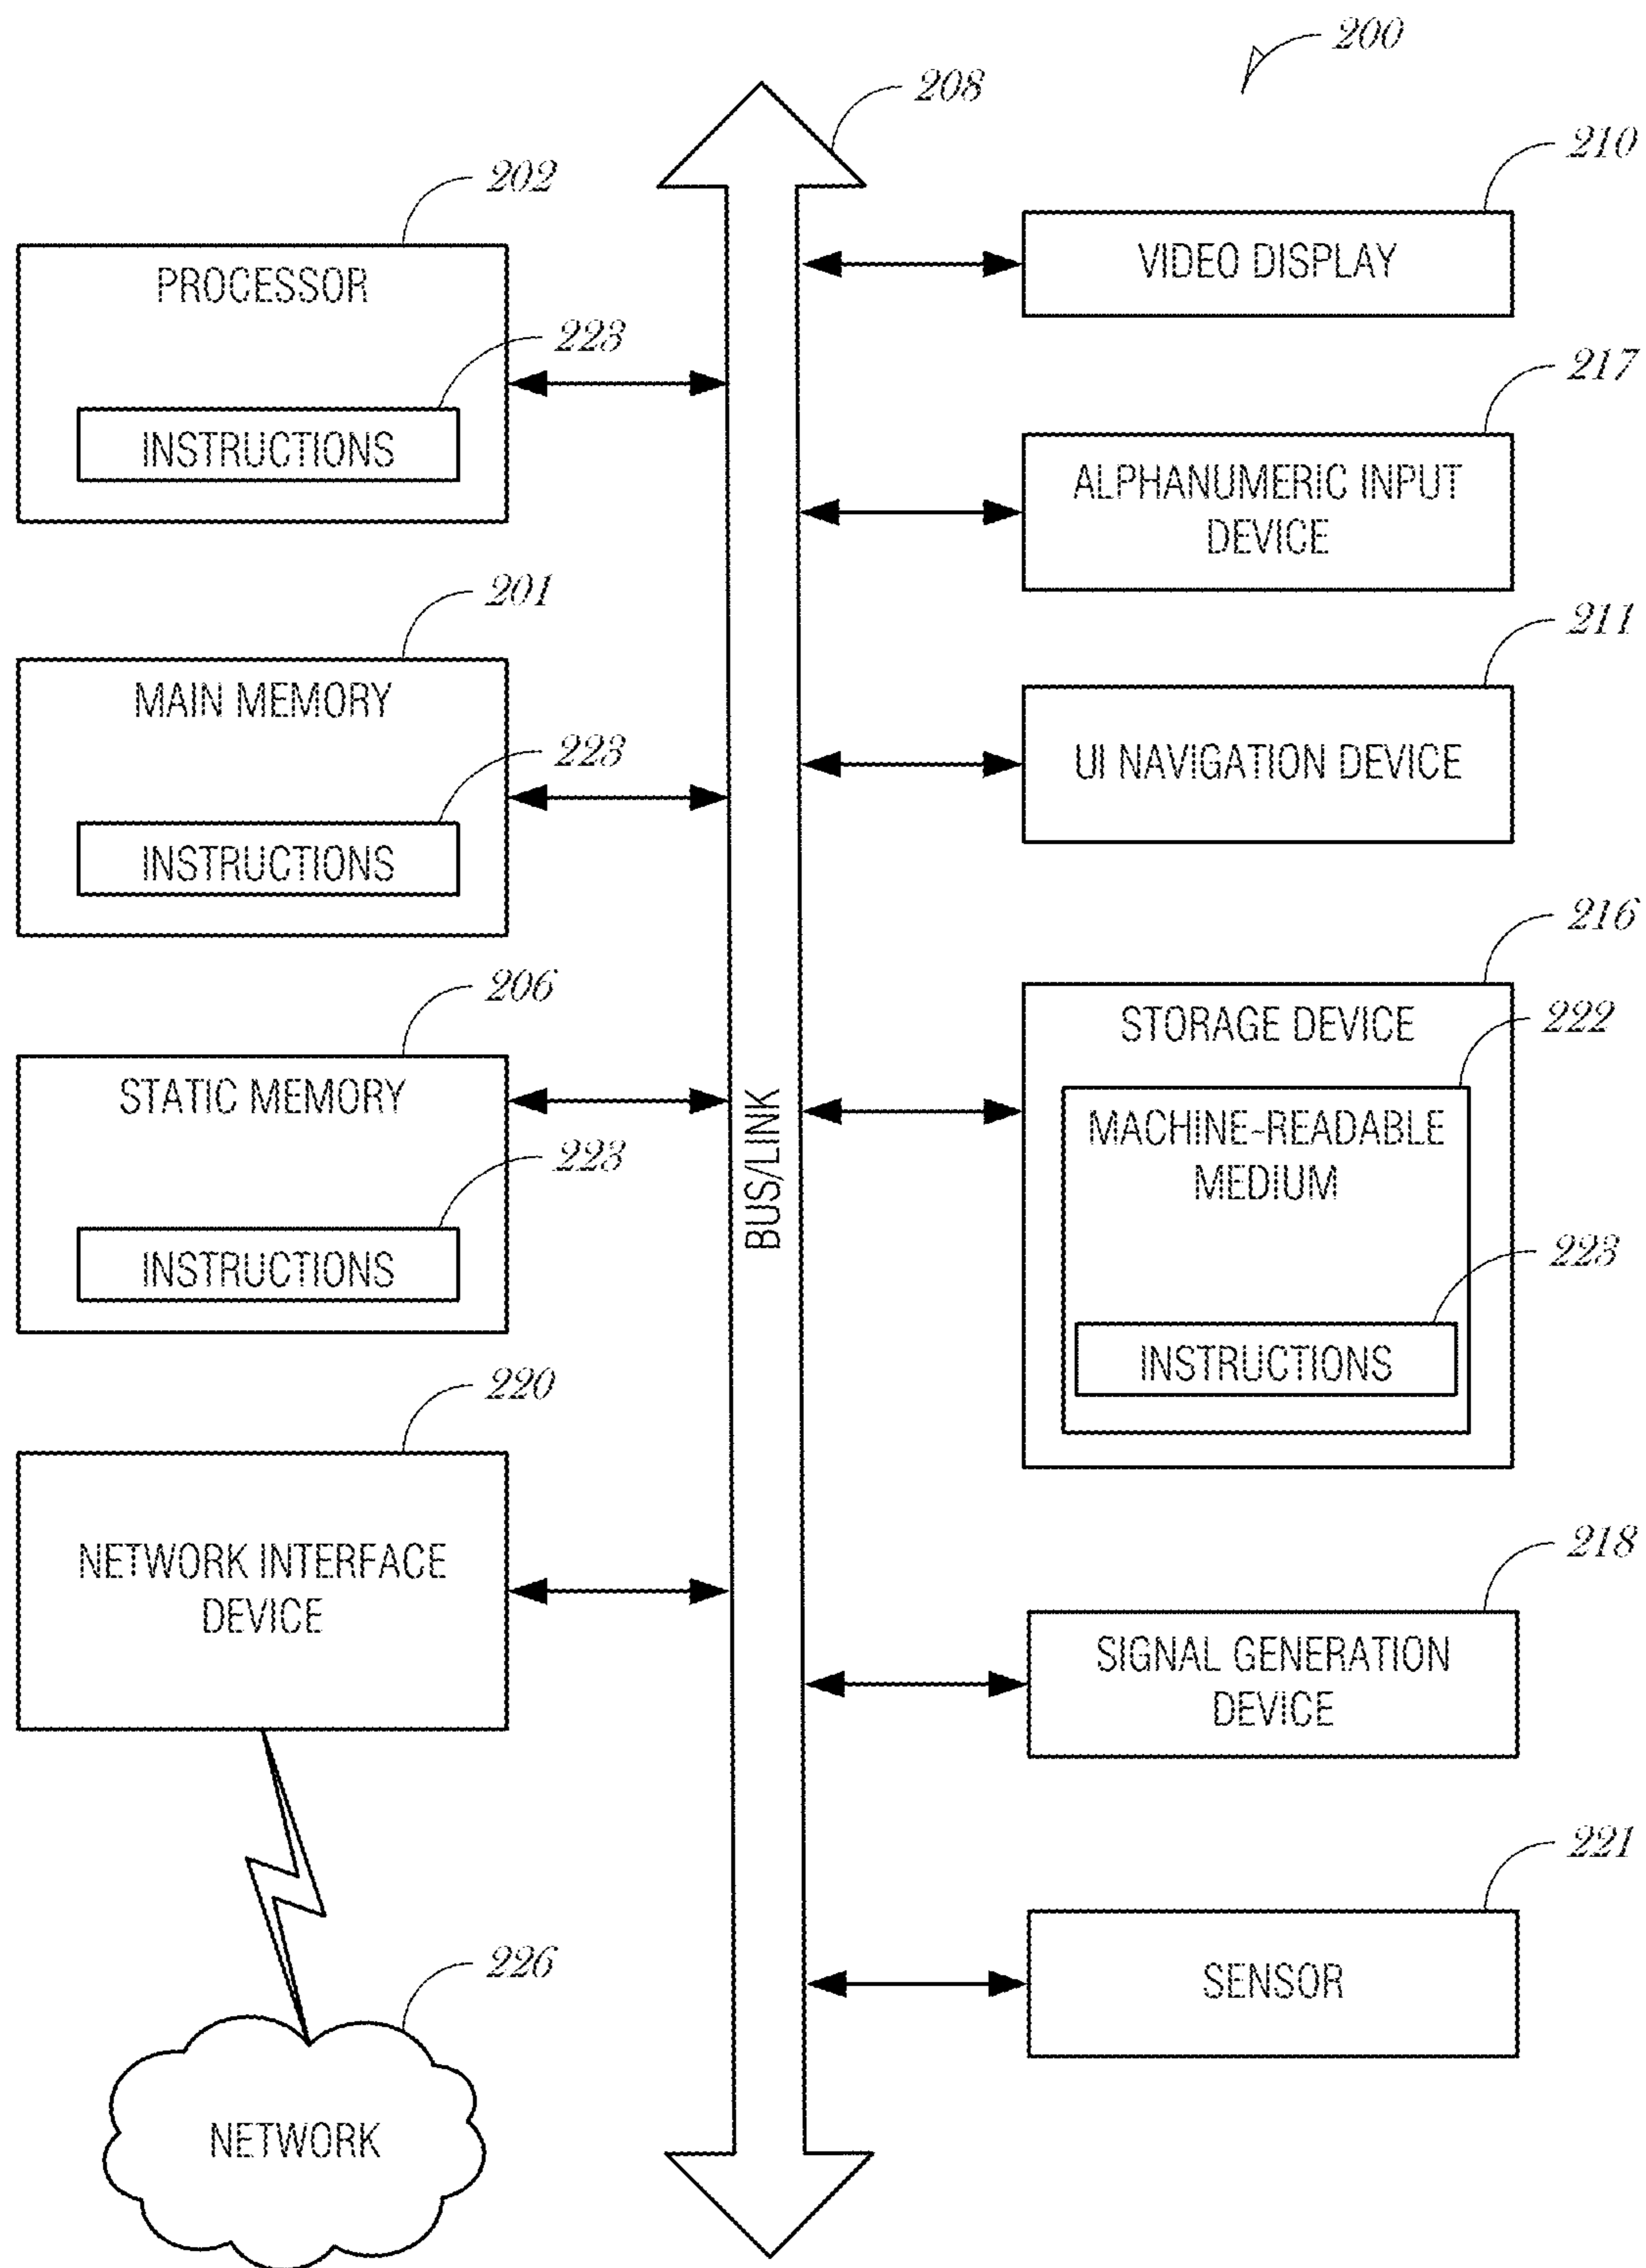 200
208
202
PROCESSOR
223
INSTRUCTIONS
201
MAIN MEMORY
223
INSTRUCTIONS
206
STATIC MEMORY
223
INSTRUCTIONS
220
NETWORK INTERFACE
DEVICE
226
NETWORK
BUS/LINK
210
VIDEO DISPLAY
217
ALPHANUMERIC INPUT
DEVICE
211
UI NAVIGATION DEVICE
216
STORAGE DEVICE
222
MACHINE-READABLE
MEDIUM
223
INSTRUCTIONS
218
SIGNAL GENERATION
DEVICE
221
SENSOR